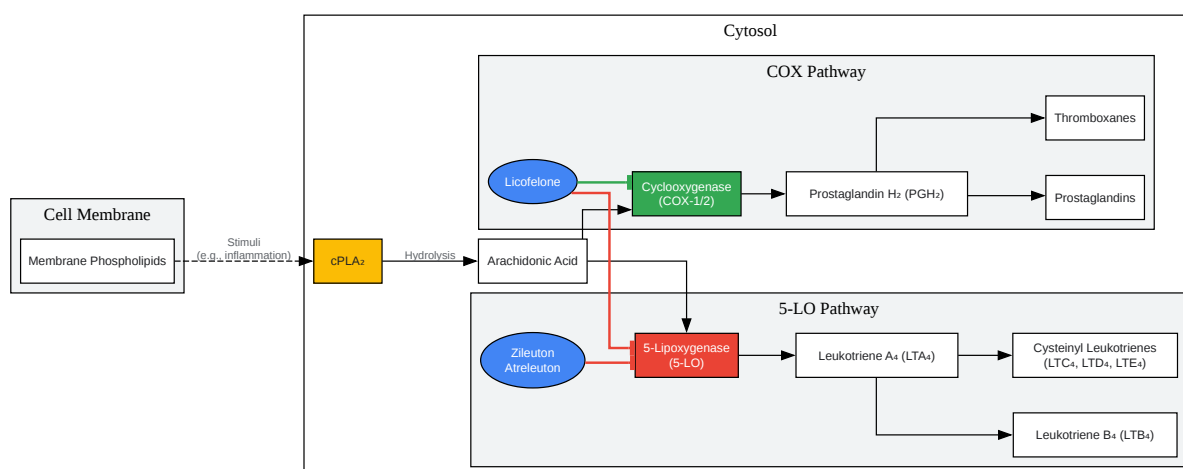 Cytosol
COX Pathway
Thromboxanes
Licofelone
Cyclooxygenase
(COX-1/2)
Prostaglandin H₂ (PGH₂)
Prostaglandins
Cell Membrane
Membrane Phospholipids
Stimuli
(e.g., inflammation)
cPLA₂
Hydrolysis
Arachidonic Acid
5-LO Pathway
Zileuton
Atreleuton
5-Lipoxygenase
(5-LO)
Leukotriene A₄ (LTA₄)
Cysteinyl Leukotrienes
(LTC₄, LTD₄, LTE₄)
Leukotriene B₄ (LTB₄)